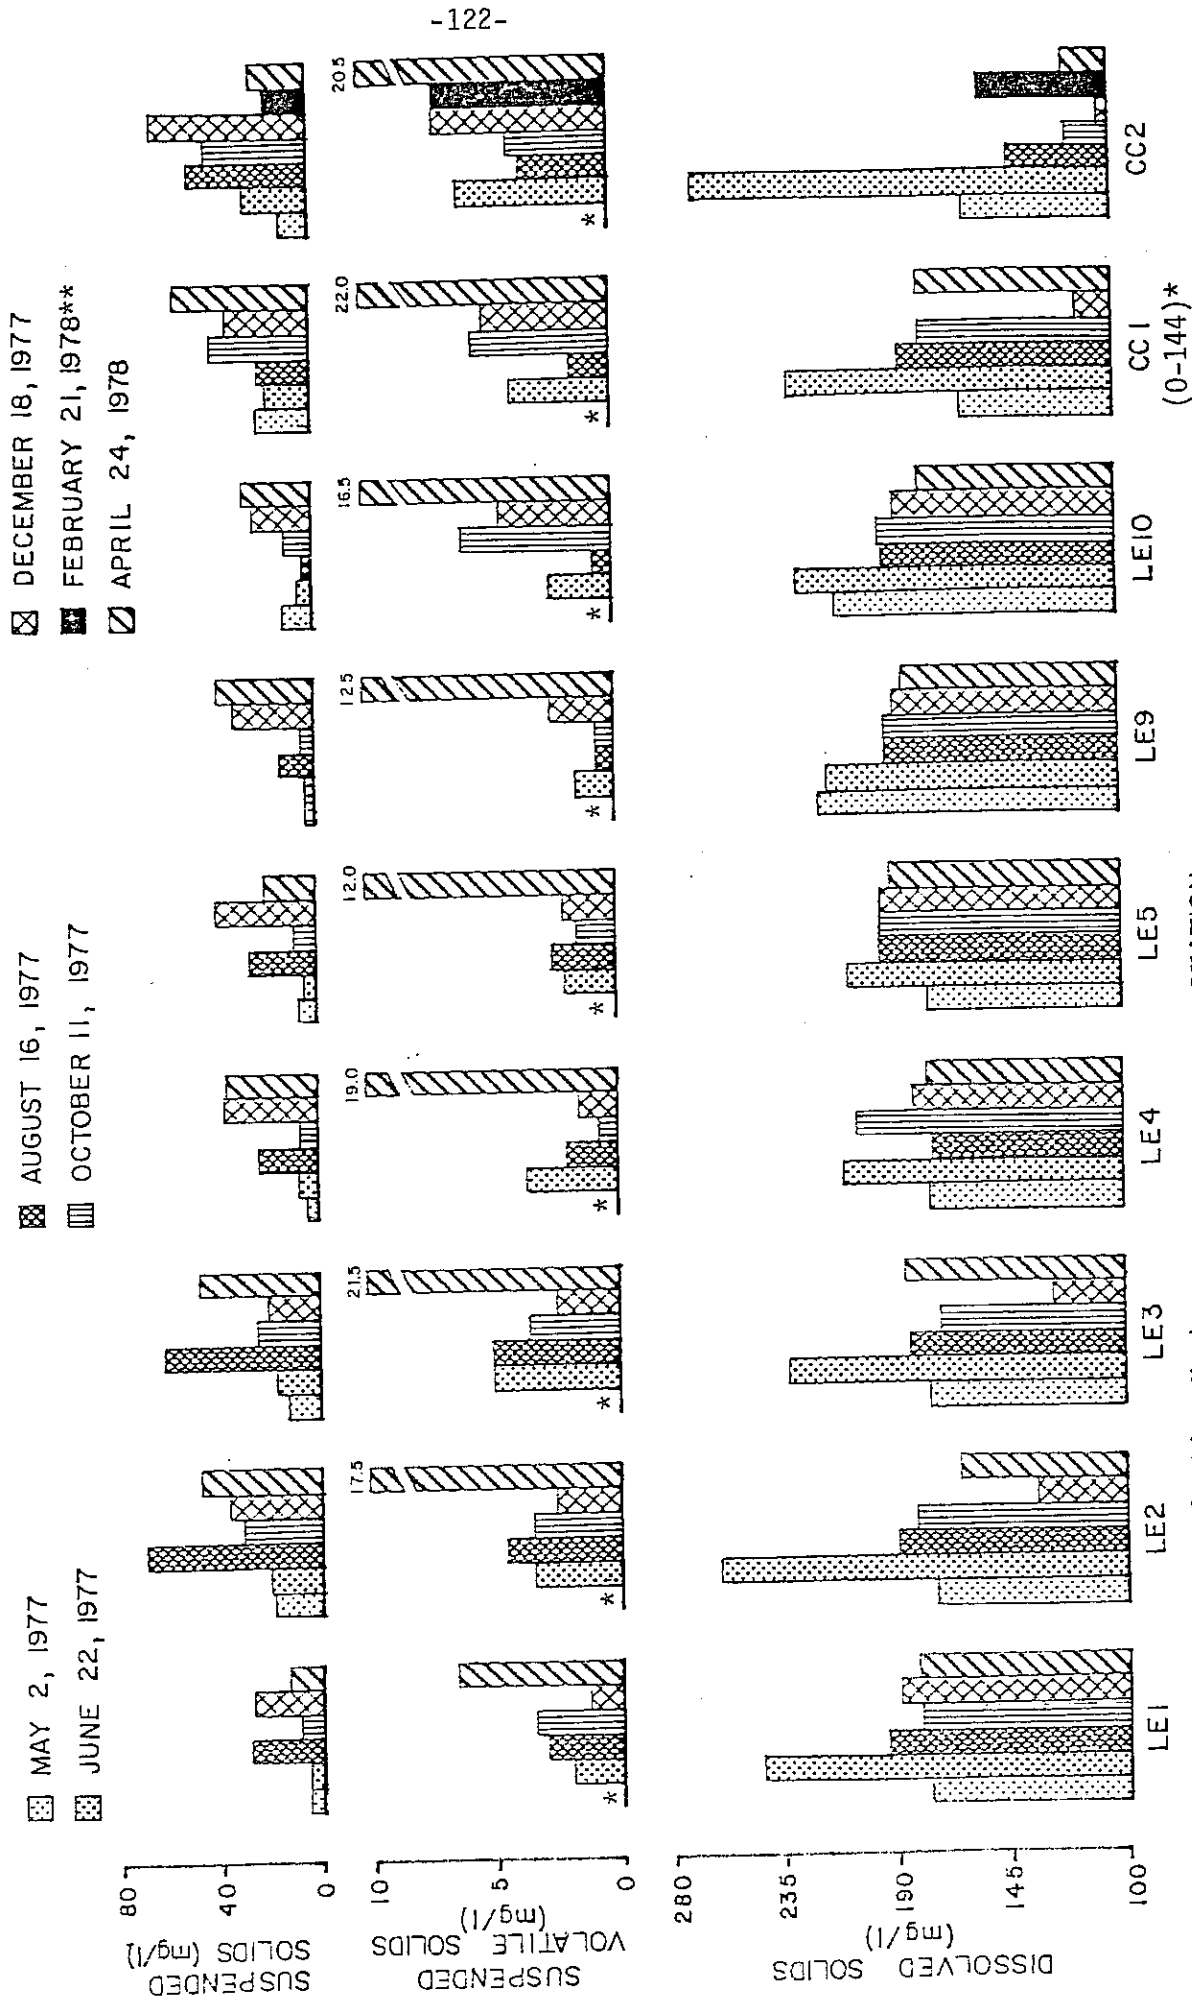 -122-
MAY 2, 1977
JUNE 22, 1977
AUGUST 16, 1977
OCTOBER 11, 1977
DECEMBER 18, 1977
FEBRUARY 21, 1978**
APRIL 24, 1978
SUSPENDED
SOLIDS (mg/l)
80
40
0
SUSPENDED
VOLATILE SOLIDS
(mg/l)
10
5
0
* * * * * * * * *
17.5
21.5
19.0
12.0
12.5
16.5
22.0
20.5
DISSOLVED SOLIDS
(mg/l)
280
235
190
145
100
LE1
LE2
LE3
LE4
LE5
LE9
LE10
CC1
(0-144)*
CC2